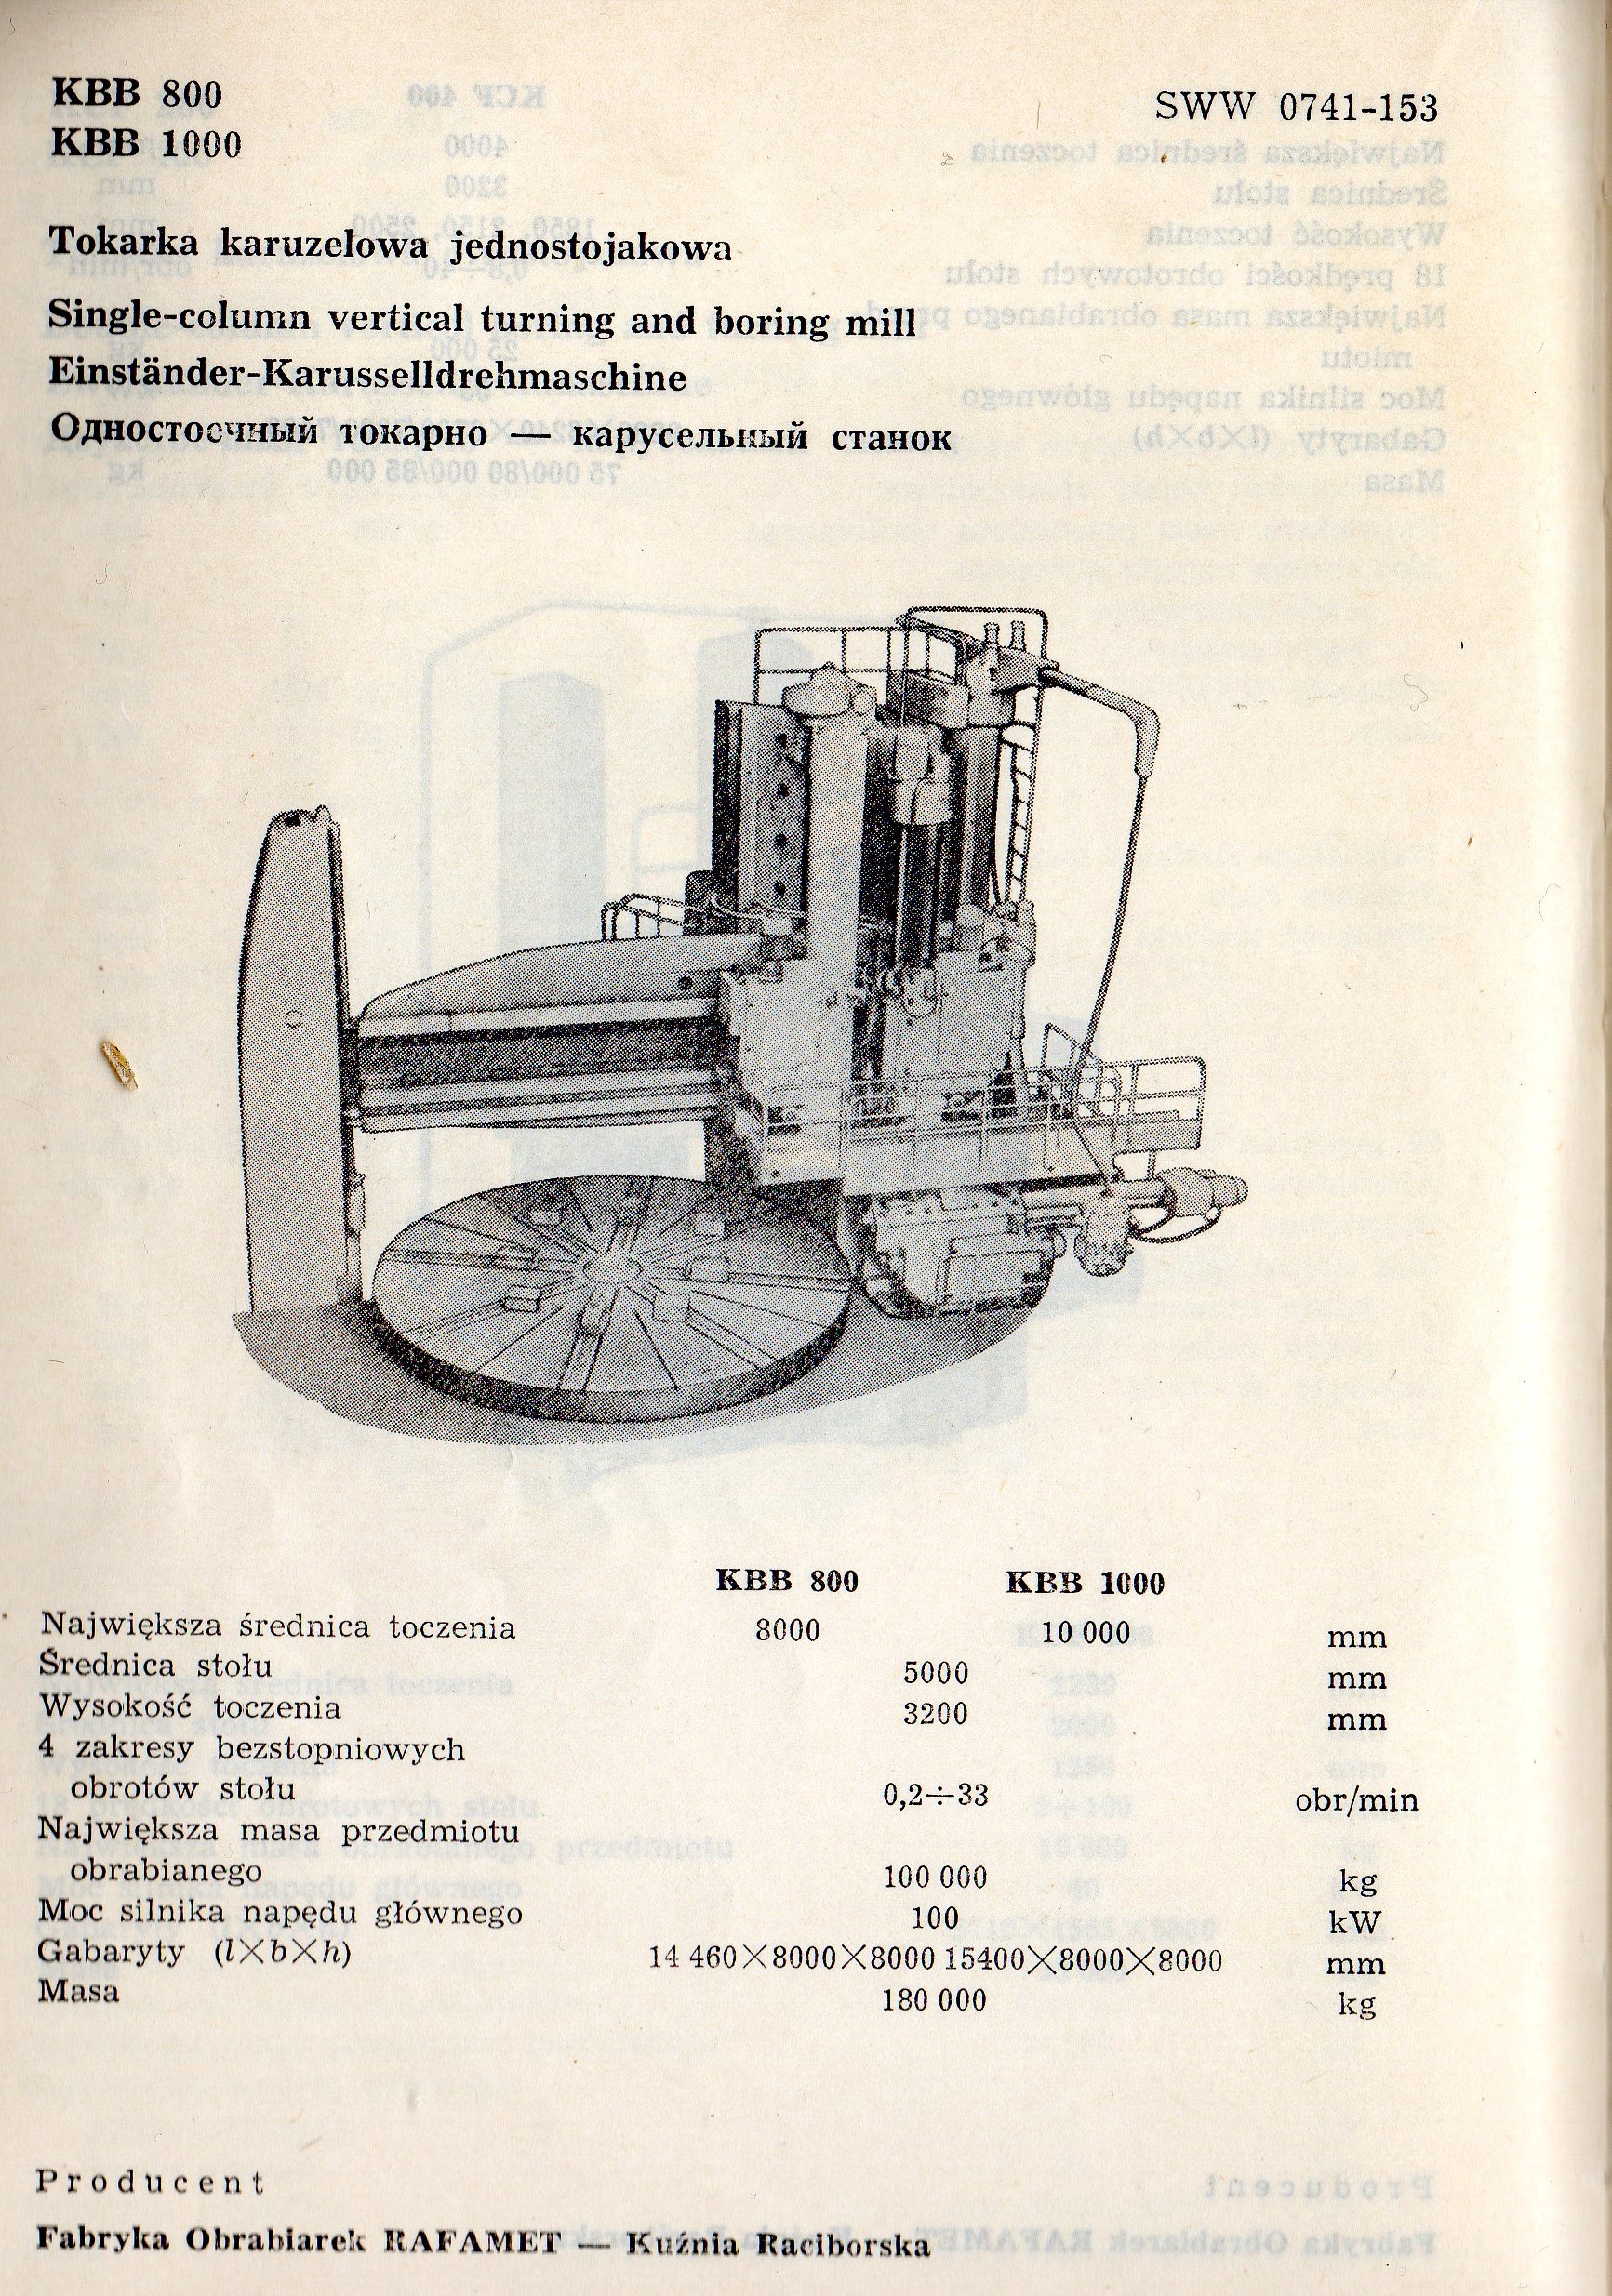 KBB 800
KBB 1000
SWW 0741-153
Tokarka karuzelowa jednostojakowa
Single-column vertical turning and boring mill
Einständer-Karusselldrehmaschine
Одностоечный токарно — карусельный станок
KBB 800 KBB 1000
Największa średnica toczenia 8000 10 000 mm
Średnica stołu 5000 mm
Wysokość toczenia 3200 mm
4 zakresy bezstopniowych
obrotów stołu 0,2÷33 obr/min
Największa masa przedmiotu
obrabianego 100 000 kg
Moc silnika napędu głównego 100 kW
Gabaryty (l×b×h) 14 460×8000×8000 15400×8000×8000 mm
Masa 180 000 kg
Producent
Fabryka Obrabiarek RAFAMET — Kuźnia Raciborska